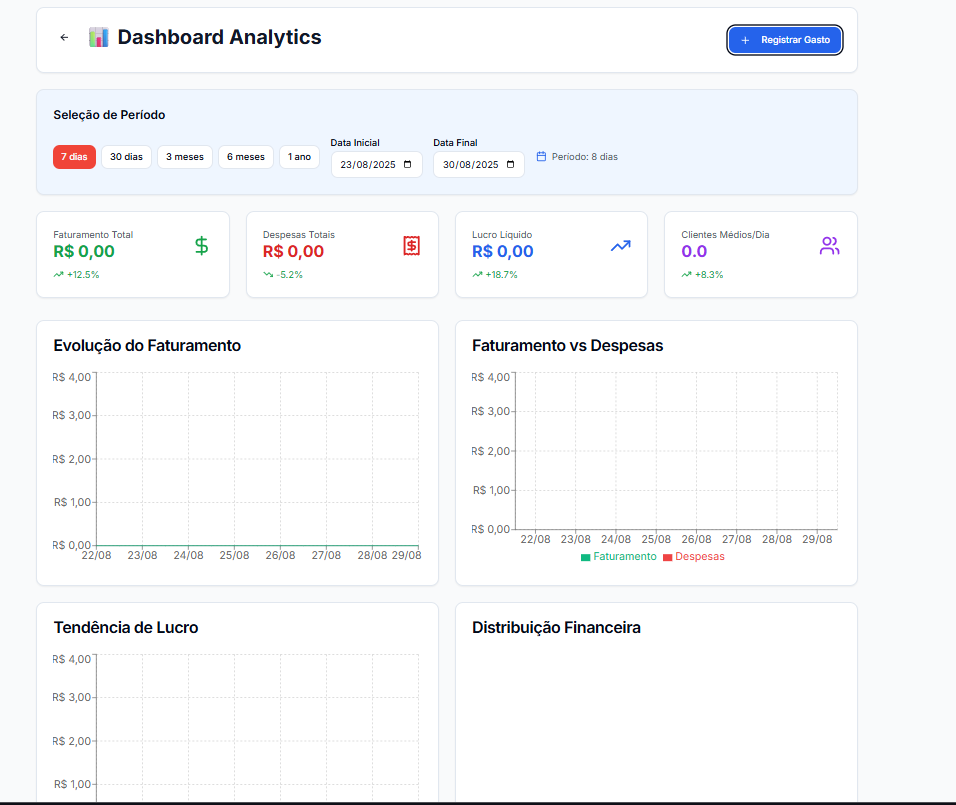 ← Dashboard Analytics
+ Registrar Gasto
Seleção de Período
7 dias 30 dias 3 meses 6 meses 1 ano
Data Inicial
23/08/2025
Data Final
30/08/2025
Período: 8 dias
Faturamento Total
R$ 0,00
+12.5%
Despesas Totais
R$ 0,00
-5.2%
Lucro Líquido
R$ 0,00
+18.7%
Clientes Médios/Dia
0.0
+8.3%
Evolução do Faturamento
R$ 4,00
R$ 3,00
R$ 2,00
R$ 1,00
R$ 0,00
22/08 23/08 24/08 25/08 26/08 27/08 28/08 29/08
Faturamento vs Despesas
R$ 4,00
R$ 3,00
R$ 2,00
R$ 1,00
R$ 0,00
22/08 23/08 24/08 25/08 26/08 27/08 28/08 29/08
Faturamento Despesas
Tendência de Lucro
R$ 4,00
R$ 3,00
R$ 2,00
R$ 1,00
Distribuição Financeira